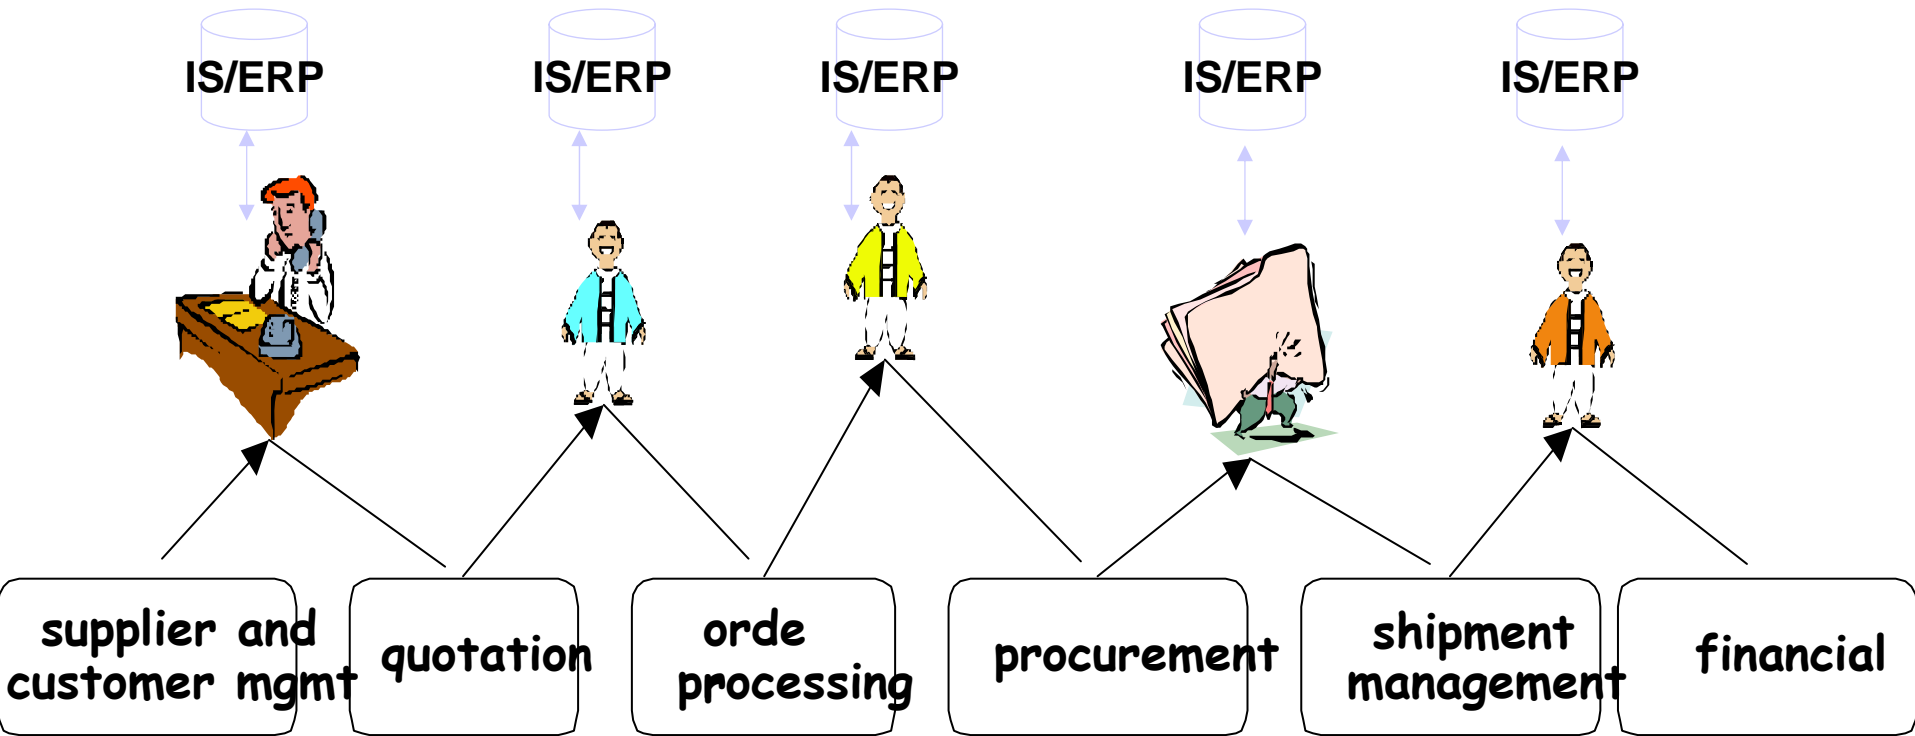 IS/ERP IS/ERP IS/ERP IS/ERP IS/ERP
supplier and
customer mgmt
quotation
orde
processing
procurement
shipment
management
financial